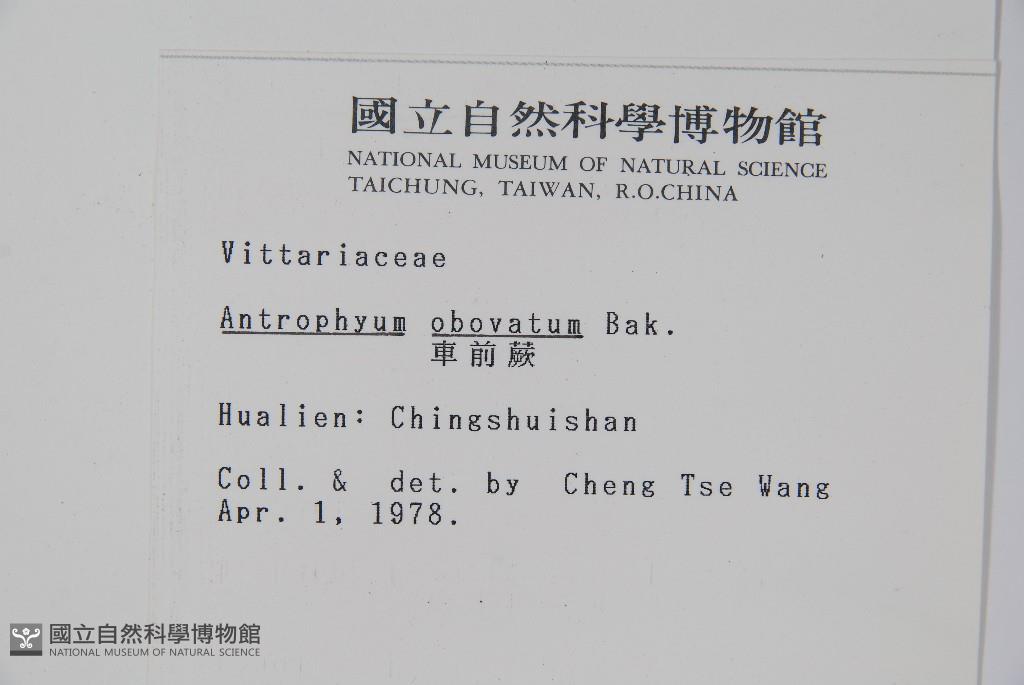 國立自然科學博物館
NATIONAL MUSEUM OF NATURAL SCIENCE
TAICHUNG, TAIWAN, R.O.CHINA
Vittariaceae
Antrophyum obovatum Bak.
車前蕨
Hualien: Chingshuishan
Coll. & det. by Cheng Tse Wang
Apr. 1, 1978.
國立自然科學博物館
NATIONAL MUSEUM OF NATURAL SCIENCE